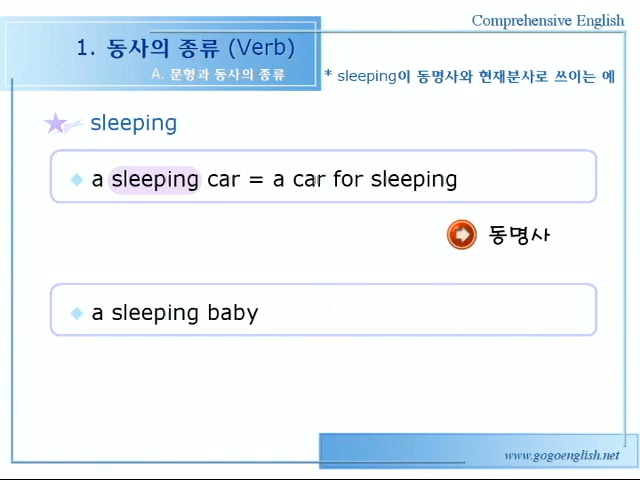 Comprehensive English
1. 동사의 종류 (Verb)
A. 문형과 동사의 종류
* sleeping이 동명사와 현재분사로 쓰이는 예
sleeping
a sleeping car = a car for sleeping
동명사
a sleeping baby
www.gogoenglish.net